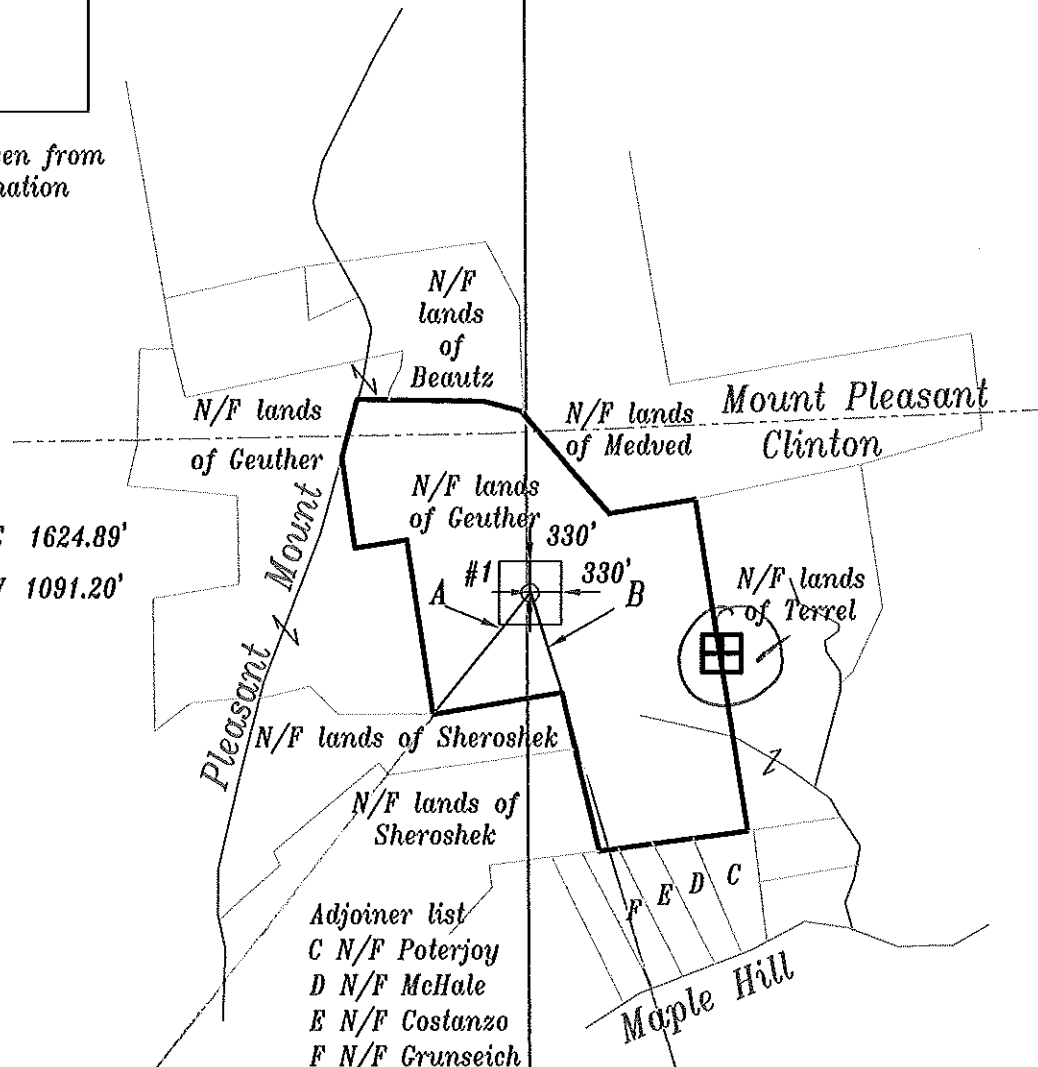 from
N/F
lands
of
Beautz
N/F lands
of Geuther
N/F lands
of Medved
Mount Pleasant
Clinton
N/F lands
of Geuther
1624.89'
1091.20'
330'
#1
330'
A
B
N/F lands
of Terrel
Pleasant Mount
Z
Z
N/F lands of Sheroshek
N/F lands of
Sheroshek
C
D
E
F
Adjoiner list
C N/F Poterjoy
D N/F McHale
E N/F Costanzo
F N/F Grunseich
Maple Hill